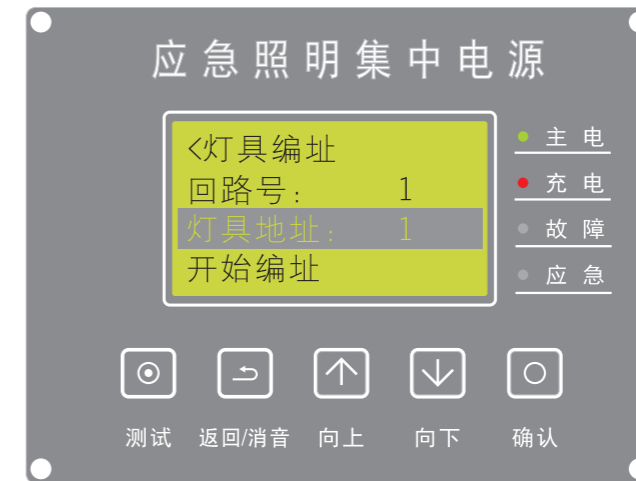 应急照明集中电源
<灯具编址
回路号: 1
灯具地址: 1
开始编址
主电
充电
故障
应急
测试 返回/消音 向上 向下 确认